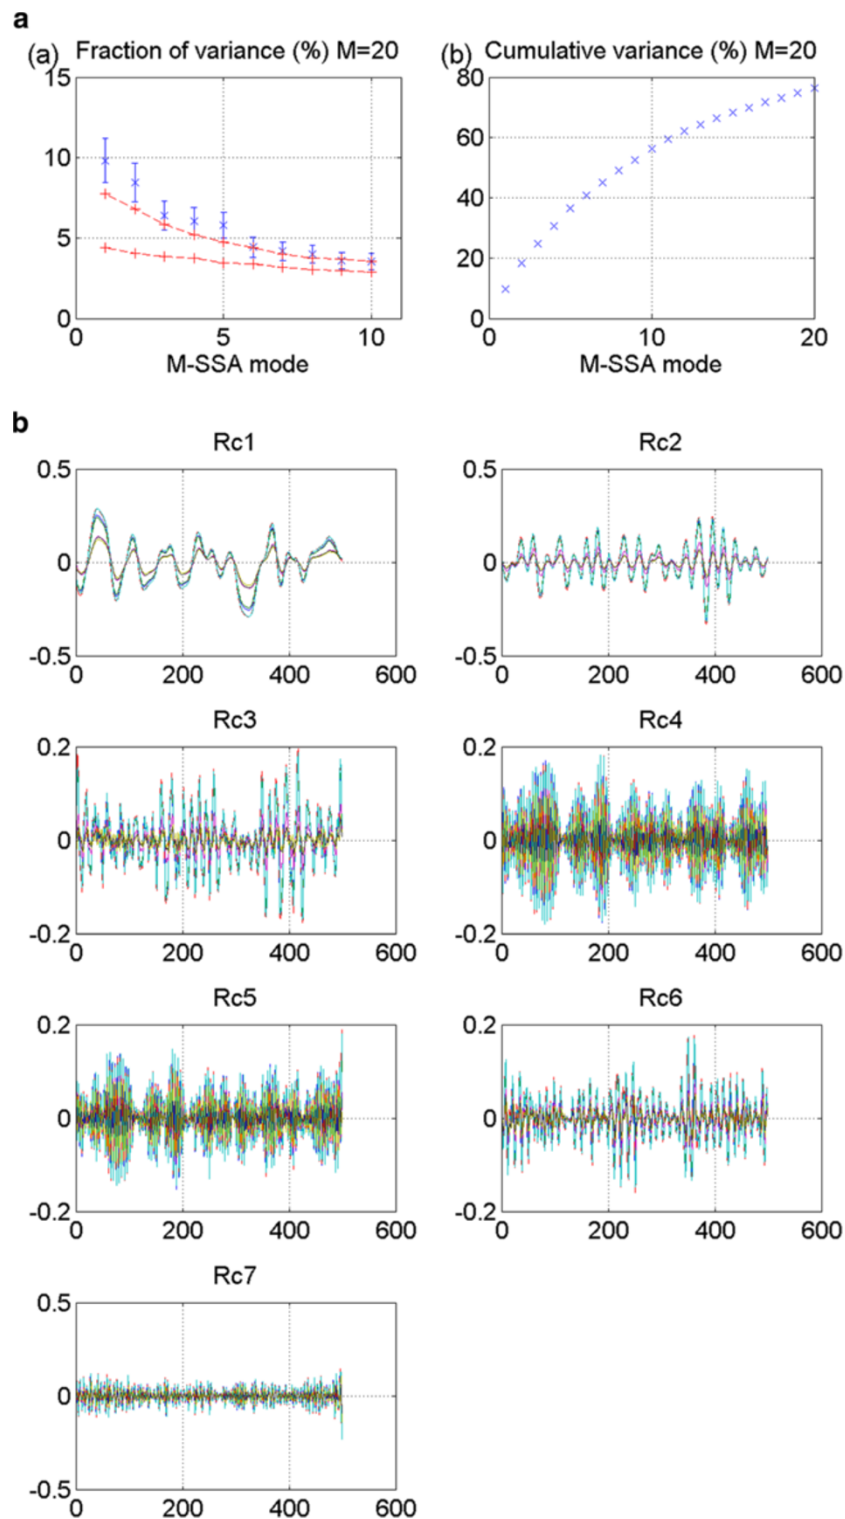 a
(a) Fraction of variance (%) M=20
15
10
5
0
0 5 10
M-SSA mode
(b) Cumulative variance (%) M=20
80
60
40
20
0
0 10 20
M-SSA mode
b
Rc1
0.5
0
-0.5
0 200 400 600
Rc2
0.5
0
-0.5
0 200 400 600
Rc3
0.2
0
-0.2
0 200 400 600
Rc4
0.2
0
-0.2
0 200 400 600
Rc5
0.2
0
-0.2
0 200 400 600
Rc6
0.2
0
-0.2
0 200 400 600
Rc7
0.5
0
-0.5
0 200 400 600